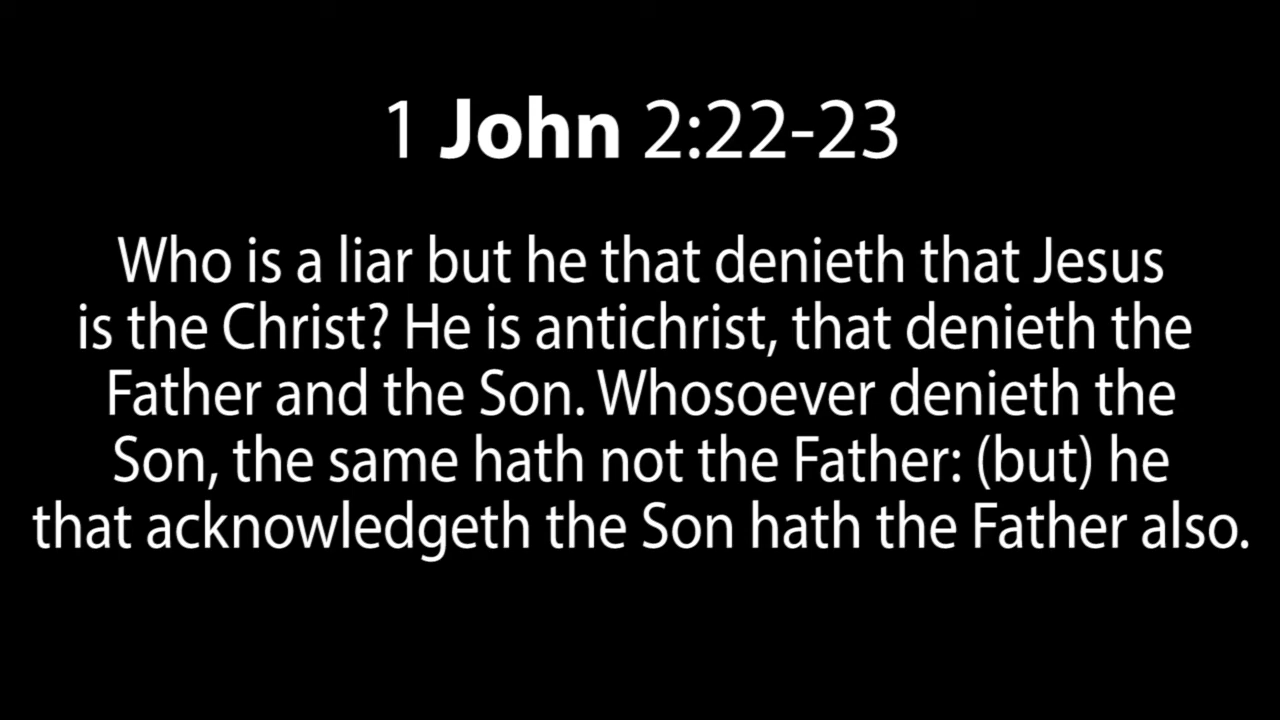 1 John 2:22-23
Who is a liar but he that denieth that Jesus
is the Christ? He is antichrist, that denieth the
Father and the Son. Whosoever denieth the
Son, the same hath not the Father: (but) he
that acknowledgeth the Son hath the Father also.